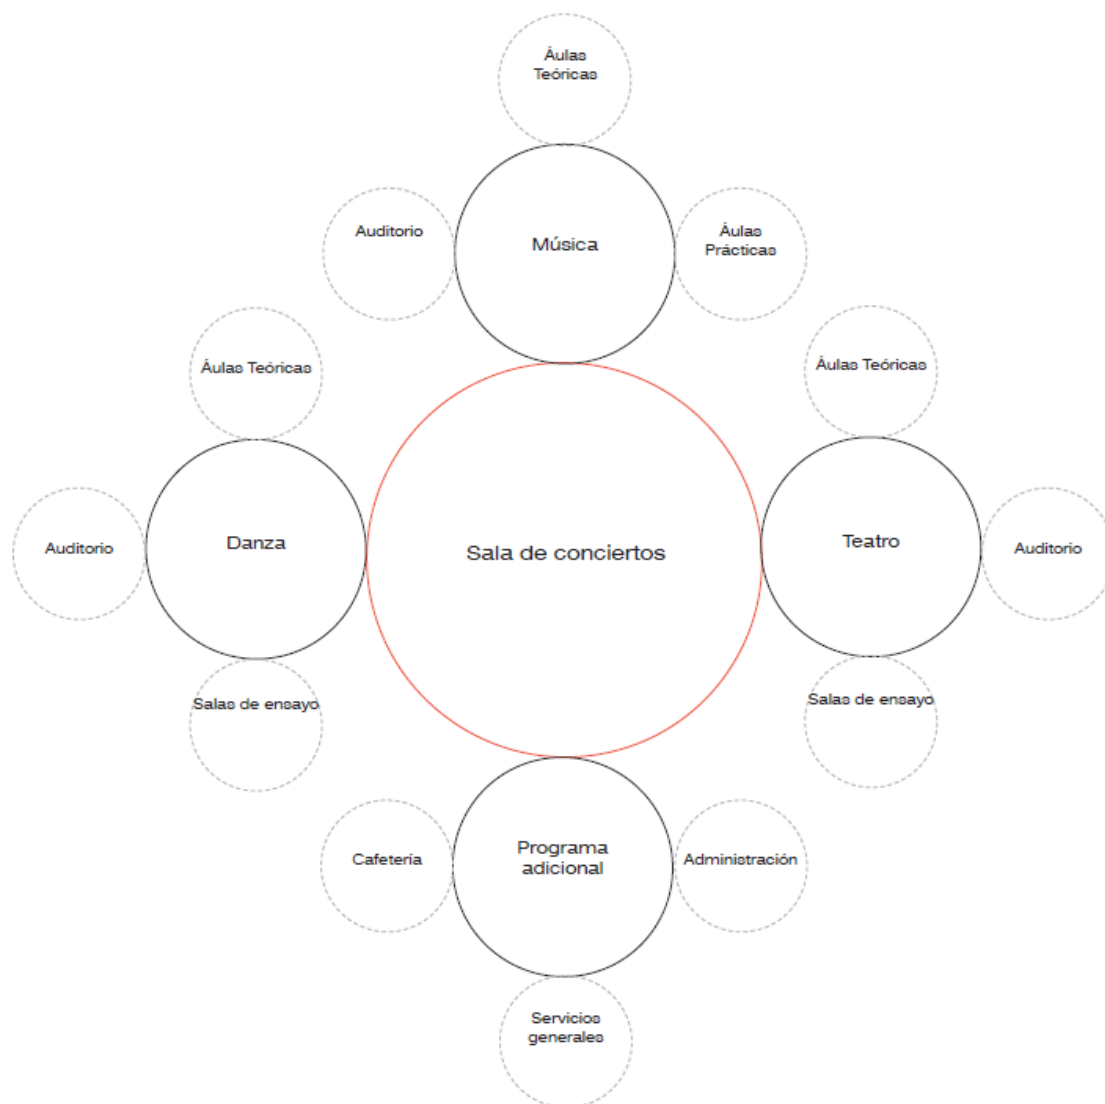 Áulas
Teóricas
Auditorio
Música
Áulas
Prácticas
Áulas Teóricas
Áulas Teóricas
Auditorio
Danza
Sala de conciertos
Teatro
Auditorio
Salas de ensayo
Salas de ensayo
Cafetería
Programa
adicional
Administración
Servicios
generales